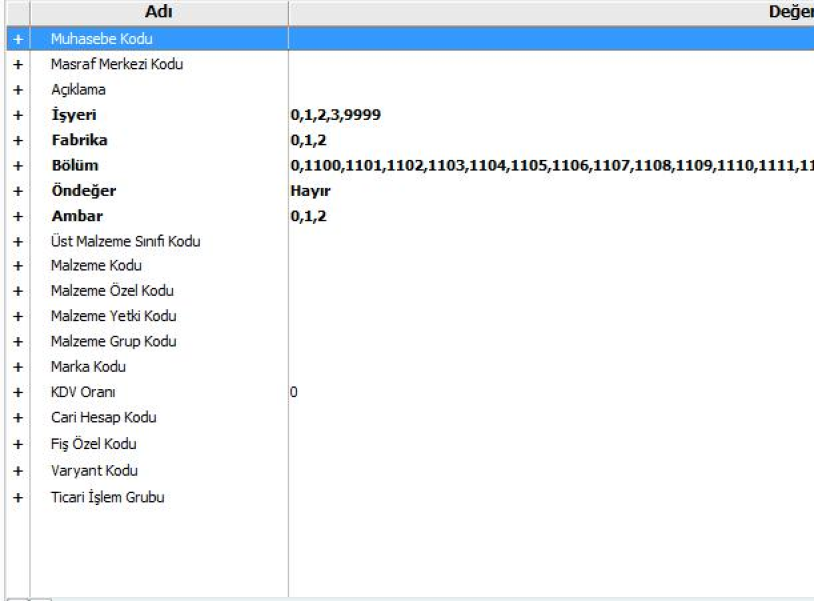 Adı Değer
+ Muhasebe Kodu
+ Masraf Merkezi Kodu
+ Açıklama
+ İşyeri 0,1,2,3,9999
+ Fabrika 0,1,2
+ Bölüm 0,1100,1101,1102,1103,1104,1105,1106,1107,1108,1109,1110,1111,11
+ Öndeğer Hayır
+ Ambar 0,1,2
+ Üst Malzeme Sınıfı Kodu
+ Malzeme Kodu
+ Malzeme Özel Kodu
+ Malzeme Yetki Kodu
+ Malzeme Grup Kodu
+ Marka Kodu
+ KDV Oranı 0
+ Cari Hesap Kodu
+ Fiş Özel Kodu
+ Varyant Kodu
+ Ticari İşlem Grubu